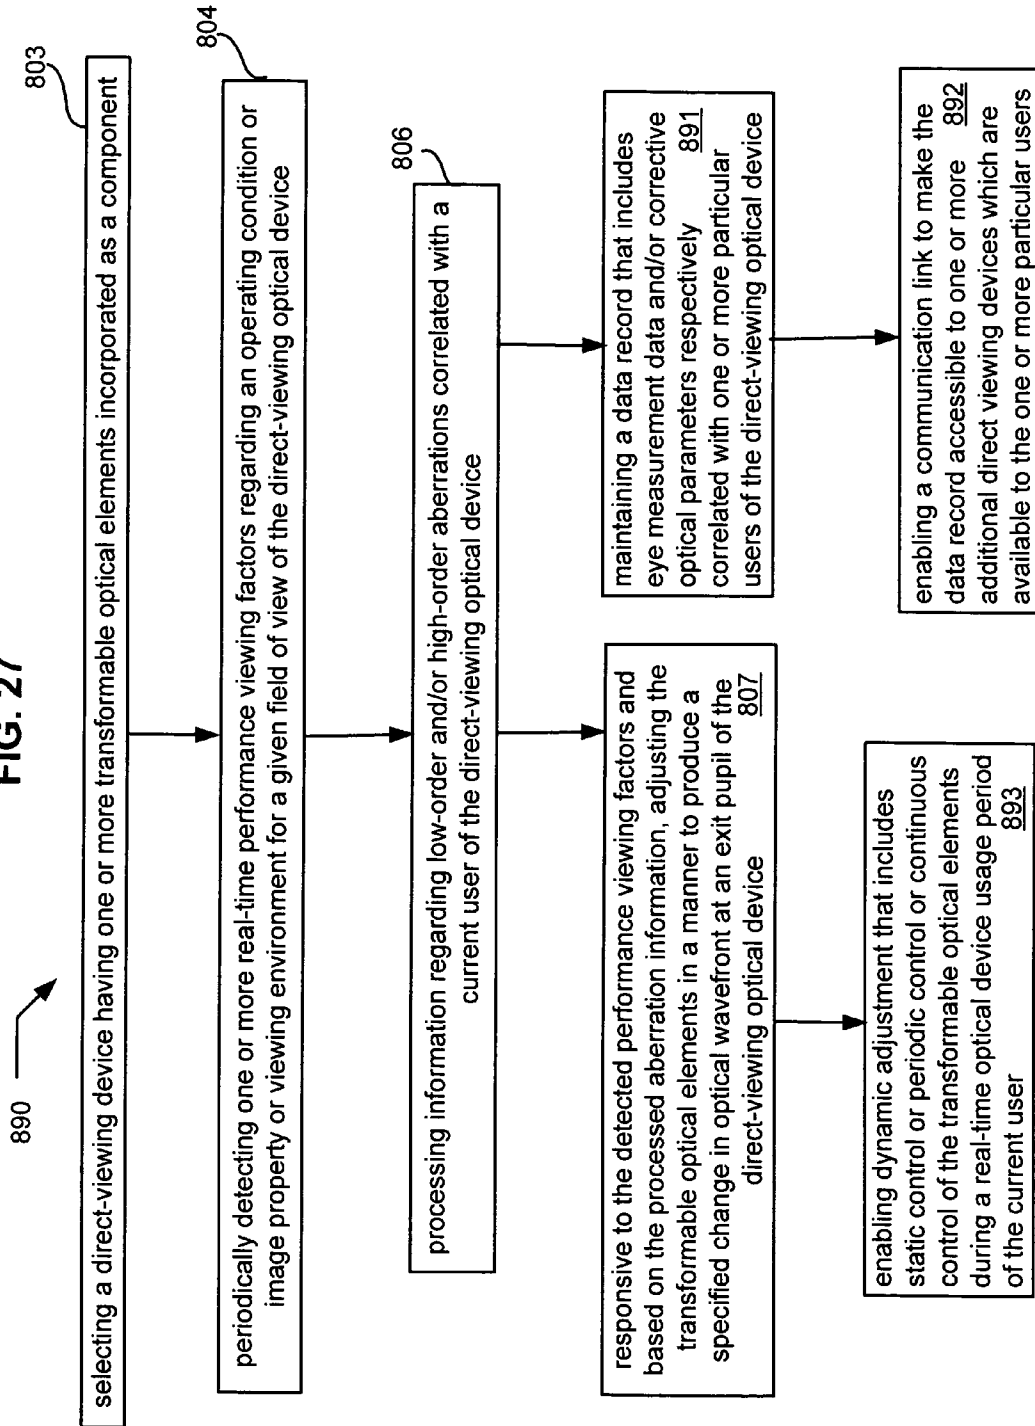 FIG. 27
890
803
selecting a direct-viewing device having one or more transformable optical elements incorporated as a component
804
periodically detecting one or more real-time performance viewing factors regarding an operating condition or
image property or viewing environment for a given field of view of the direct-viewing optical device
806
processing information regarding low-order and/or high-order aberrations correlated with a
current user of the direct-viewing optical device
responsive to the detected performance viewing factors and
based on the processed aberration information, adjusting the
transformable optical elements in a manner to produce a
specified change in optical wavefront at an exit pupil of the
direct-viewing optical device 807
maintaining a data record that includes
eye measurement data and/or corrective
optical parameters respectively 891
correlated with one or more particular
users of the direct-viewing optical device
enabling dynamic adjustment that includes
static control or periodic control or continuous
control of the transformable optical elements
during a real-time optical device usage period
of the current user 893
enabling a communication link to make the
data record accessible to one or more 892
additional direct viewing devices which are
available to the one or more particular users